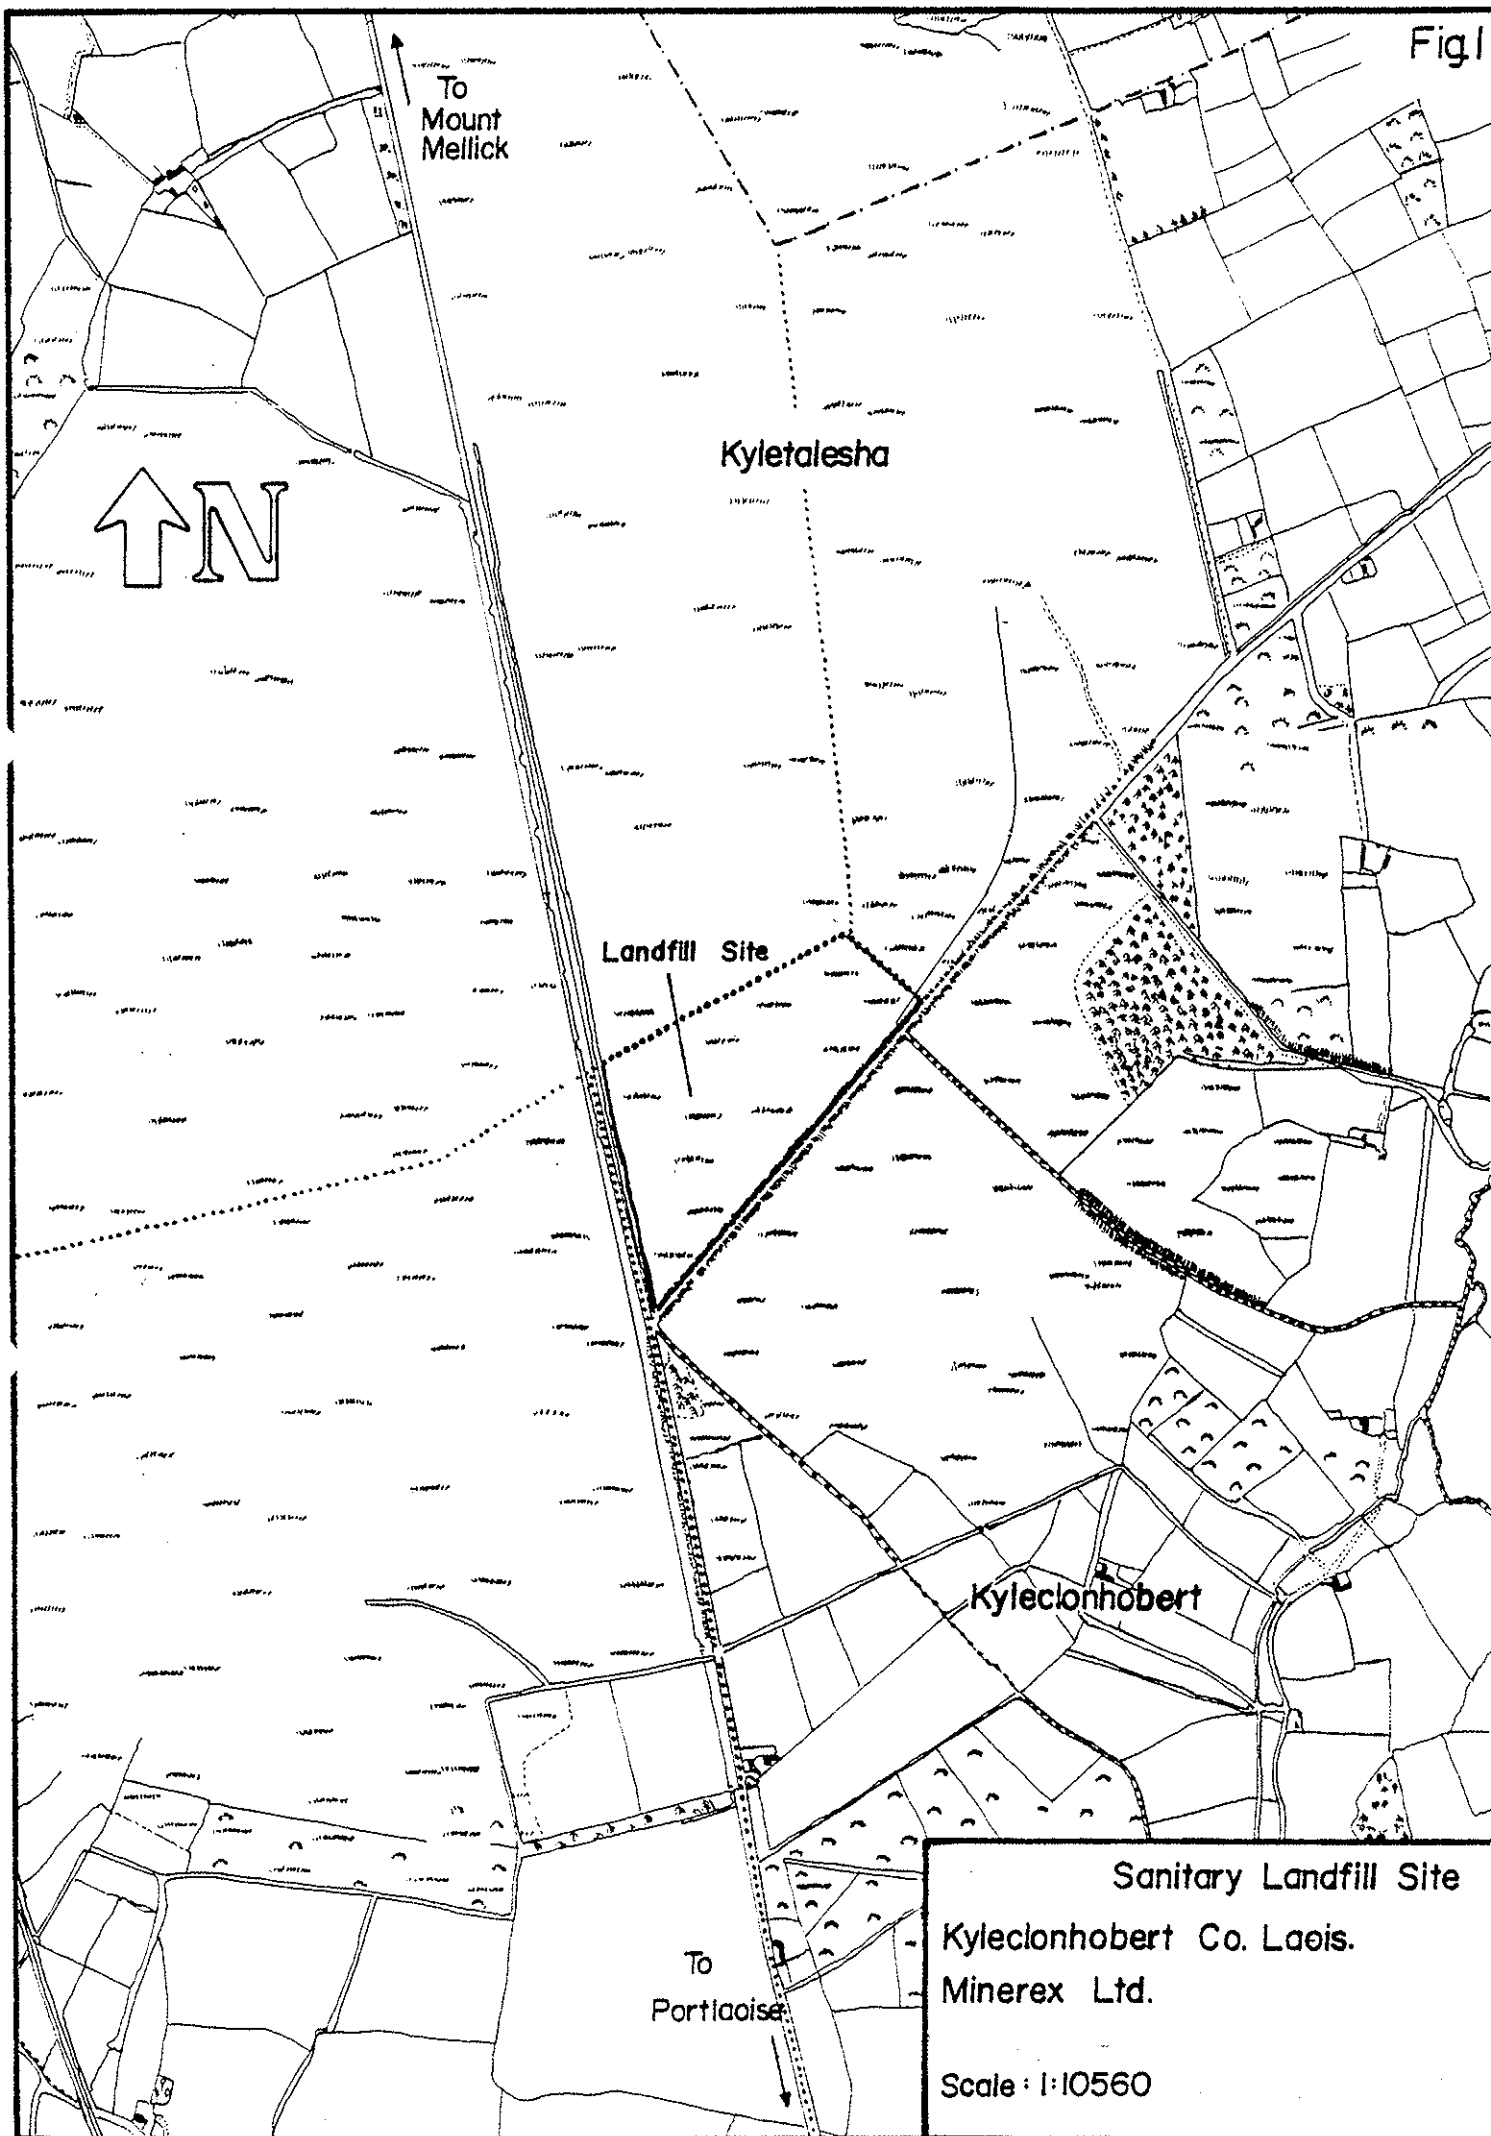 Fig.1
To
Mount
Mellick
Kyletalesha
N
Landfill Site
Kyleclonhobert
To
Portlaoise
Sanitary Landfill Site
Kyleclonhobert Co. Laois.
Minerex Ltd.
Scale : 1:10560